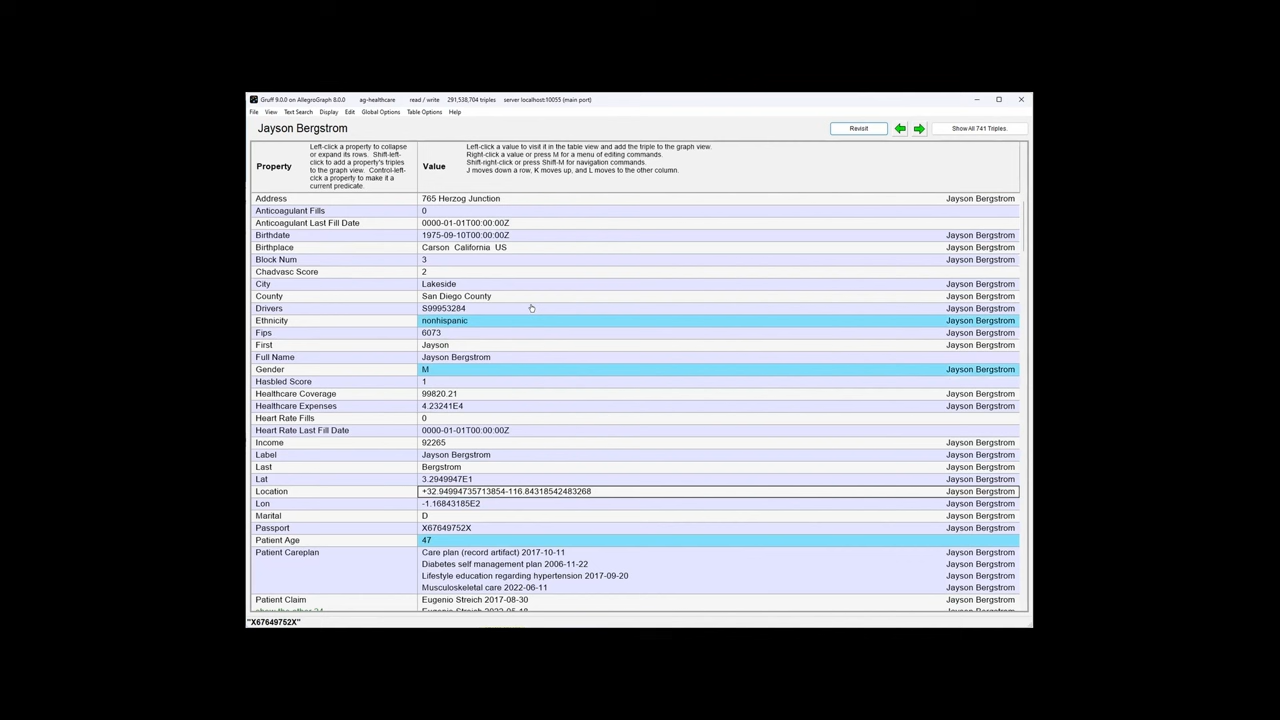 Gruff 9.0.0 on AllegroGraph 8.0.0 ag-healthcare read / write 291,538,704 triples server localhost:10055 (main port)
File View Text Search Display Edit Global Options Table Options Help
Jayson Bergstrom Revisit Show All 741 Triples.
Property
Left-click a property to collapse
or expand its rows. Shift-left-
click to add a property's triples
to the graph view. Control-left-
click a property to make it a
current predicate.
Value
Left-click a value to visit it in the table view and add the triple to the graph view.
Right-click a value or press M for a menu of editing commands.
Shift-right-click or press Shift-M for navigation commands.
J moves down a row, K moves up, and L moves to the other column.
Address 765 Herzog Junction Jayson Bergstrom
Anticoagulant Fills 0
Anticoagulant Last Fill Date 0000-01-01T00:00:00Z
Birthdate 1975-09-10T00:00:00Z Jayson Bergstrom
Birthplace Carson California US Jayson Bergstrom
Block Num 3 Jayson Bergstrom
Chadvasc Score 2
City Lakeside Jayson Bergstrom
County San Diego County Jayson Bergstrom
Drivers S99953284 Jayson Bergstrom
Ethnicity nonhispanic Jayson Bergstrom
Fips 6073 Jayson Bergstrom
First Jayson Jayson Bergstrom
Full Name Jayson Bergstrom Jayson Bergstrom
Gender M Jayson Bergstrom
Hasbled Score 1
Healthcare Coverage 99820.21 Jayson Bergstrom
Healthcare Expenses 4.23241E4 Jayson Bergstrom
Heart Rate Fills 0
Heart Rate Last Fill Date 0000-01-01T00:00:00Z
Income 92265 Jayson Bergstrom
Label Jayson Bergstrom Jayson Bergstrom
Last Bergstrom Jayson Bergstrom
Lat 3.2949947E1 Jayson Bergstrom
Location +32.94994735713854-116.84318542483268 Jayson Bergstrom
Lon -1.16843185E2 Jayson Bergstrom
Marital D Jayson Bergstrom
Passport X67649752X Jayson Bergstrom
Patient Age 47
Patient Careplan Care plan (record artifact) 2017-10-11 Jayson Bergstrom
Diabetes self management plan 2006-11-22 Jayson Bergstrom
Lifestyle education regarding hypertension 2017-09-20 Jayson Bergstrom
Musculoskeletal care 2022-06-11 Jayson Bergstrom
Patient Claim Eugenio Streich 2017-08-30 Jayson Bergstrom
show the other 24 Eugenio Streich 2022-05-18 Jayson Bergstrom
"X67649752X"